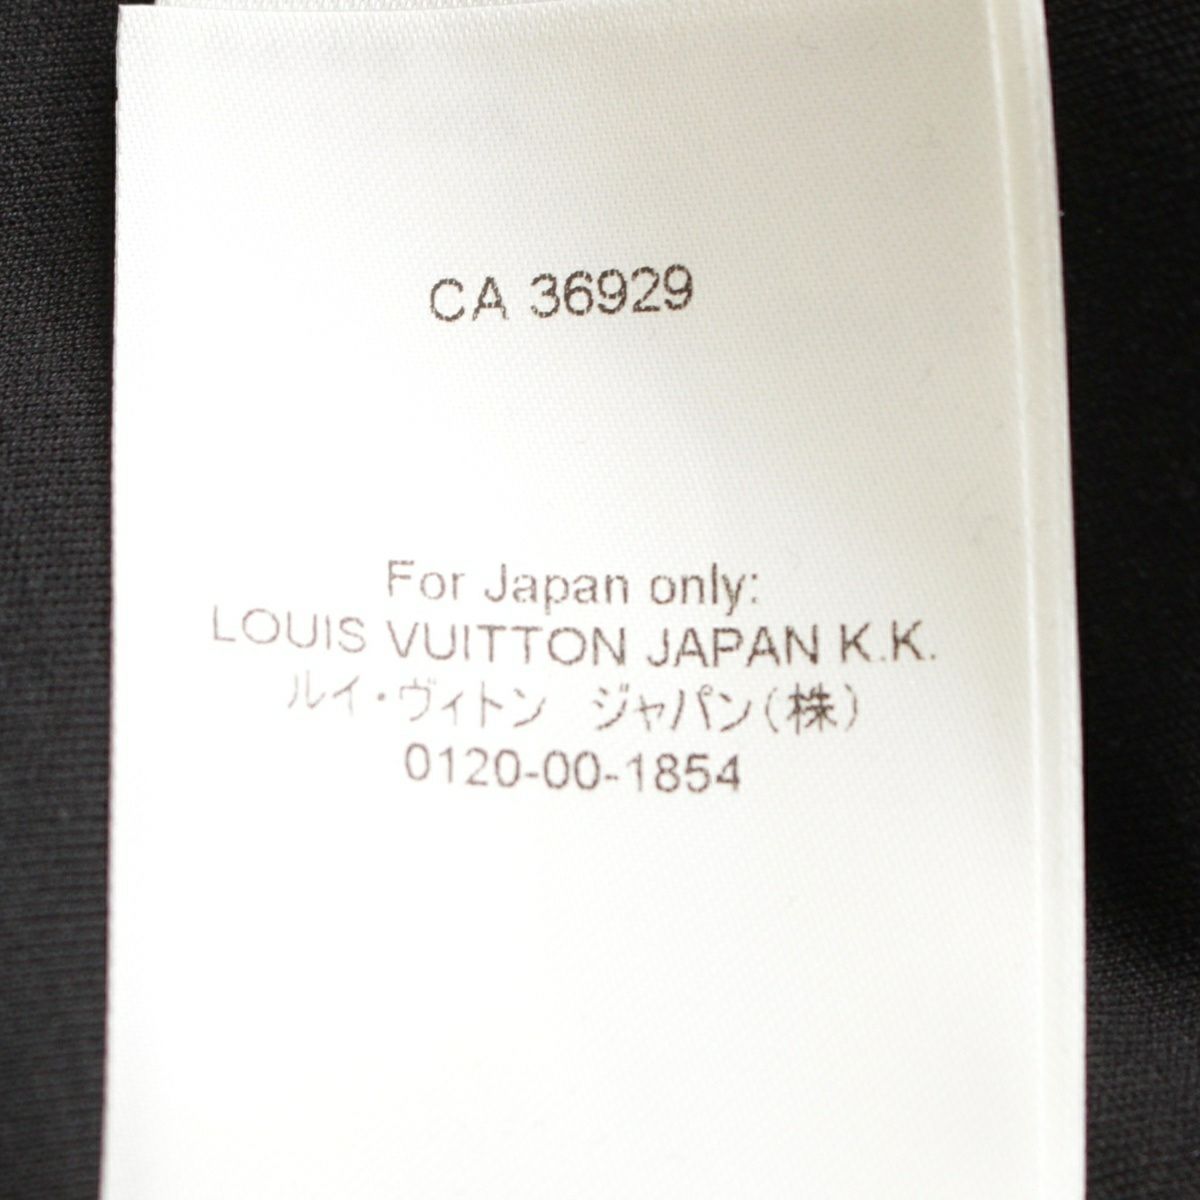 CA 36929
For Japan only:
LOUIS VUITTON JAPAN K.K.
ルイ・ヴィトン　ジャパン(株)
0120-00-1854